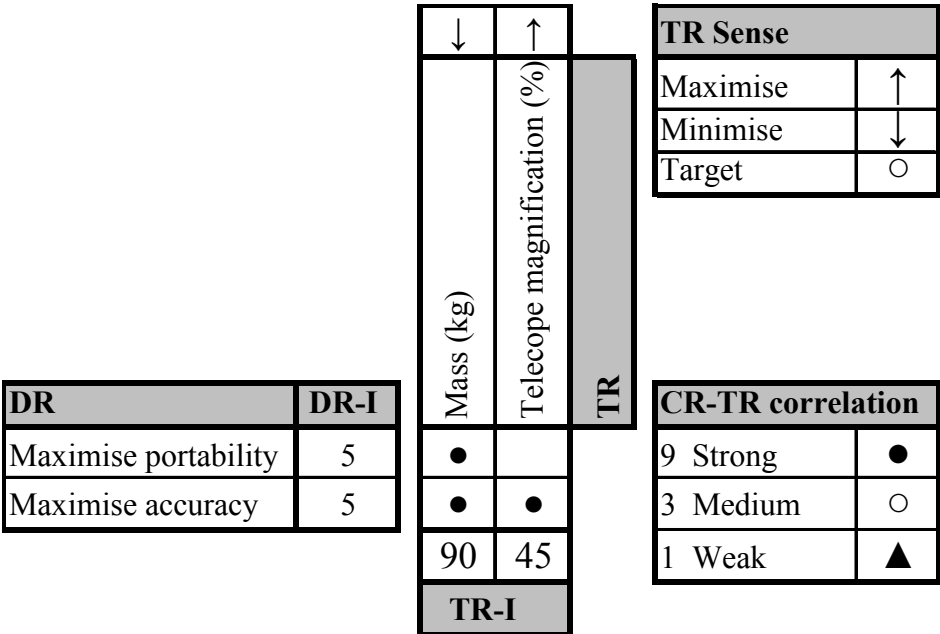 ↓ ↑
Mass (kg)
Telecope magnification (%)
TR
TR Sense
Maximise ↑
Minimise ↓
Target ○
DR DR-I
Maximise portability 5 ●
Maximise accuracy 5 ● ●
90 45
TR-I
CR-TR correlation
9 Strong ●
3 Medium ○
1 Weak ▲